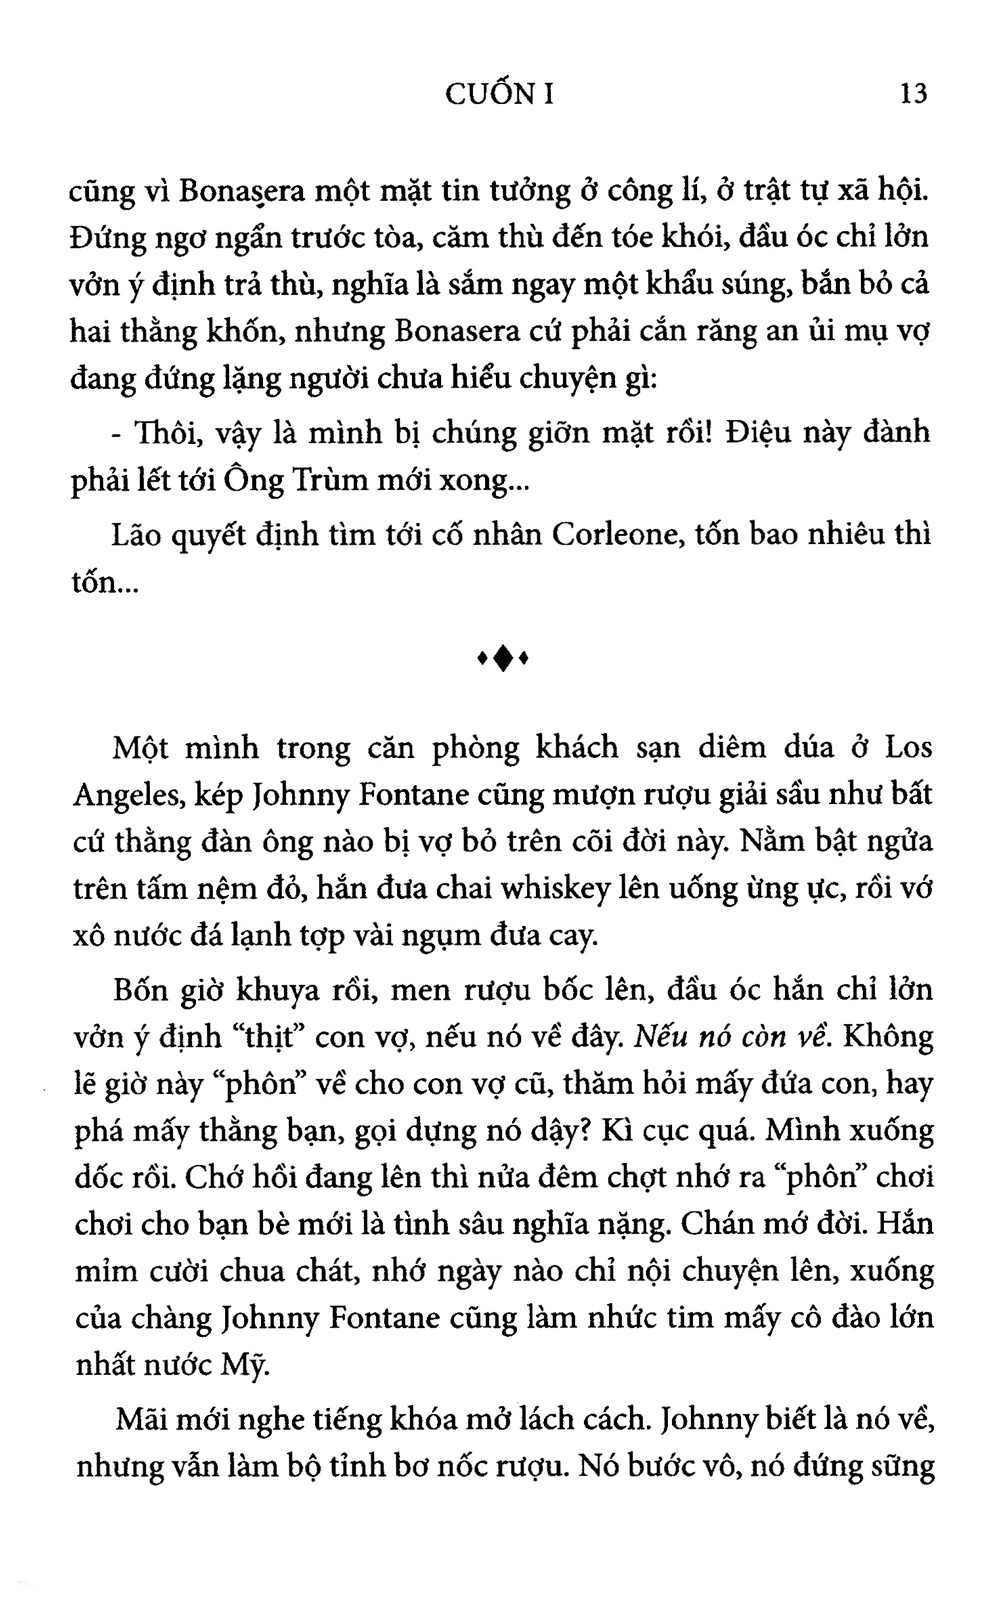 CUỐN I 13
cũng vì Bonasera một mặt tin tưởng ở công lí, ở trật tự xã hội.
Đứng ngơ ngẩn trước tòa, căm thù đến tóe khói, đầu óc chỉ lởn
vởn ý định trả thù, nghĩa là sắm ngay một khẩu súng, bắn bỏ cả
hai thằng khốn, nhưng Bonasera cứ phải cắn răng an ủi mụ vợ
đang đứng lặng người chưa hiểu chuyện gì:
- Thôi, vậy là mình bị chúng giỡn mặt rồi! Điệu này đành
phải lết tới Ông Trùm mới xong...
Lão quyết định tìm tới cố nhân Corleone, tốn bao nhiêu thì
tốn...
Một mình trong căn phòng khách sạn diêm dúa ở Los
Angeles, kép Johnny Fontane cũng mượn rượu giải sầu như bất
cứ thằng đàn ông nào bị vợ bỏ trên cõi đời này. Nằm bật ngửa
trên tấm nệm đỏ, hắn đưa chai whiskey lên uống ừng ực, rồi vớ
xô nước đá lạnh tợp vài ngụm đưa cay.
Bốn giờ khuya rồi, men rượu bốc lên, đầu óc hắn chỉ lởn
vởn ý định “thịt” con vợ, nếu nó về đây. Nếu nó còn về. Không
lẽ giờ này “phôn” về cho con vợ cũ, thăm hỏi mấy đứa con, hay
phá mấy thằng bạn, gọi dựng nó dậy? Kì cục quá. Mình xuống
dốc rồi. Chớ hồi đang lên thì nửa đêm chợt nhớ ra “phôn” chơi
chơi cho bạn bè mới là tình sâu nghĩa nặng. Chán mớ đời. Hắn
mỉm cười chua chát, nhớ ngày nào chỉ nội chuyện lên, xuống
của chàng Johnny Fontane cũng làm nhức tim mấy cô đào lớn
nhất nước Mỹ.
Mãi mới nghe tiếng khóa mở lách cách. Johnny biết là nó về,
nhưng vẫn làm bộ tỉnh bơ nốc rượu. Nó bước vô, nó đứng sững